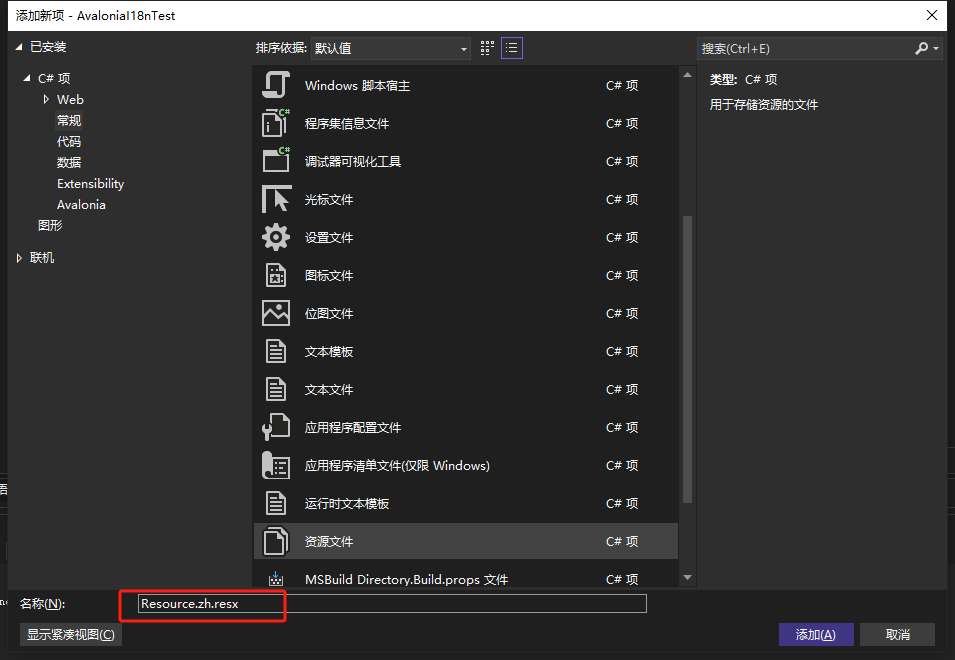 添加新项 - AvaloniaI18nTest
已安装
排序依据: 默认值
搜索(Ctrl+E)
C# 项
Web
常规
代码
数据
Extensibility
Avalonia
图形
联机
Windows 脚本宿主 C# 项
程序集信息文件 C# 项
调试器可视化工具 C# 项
光标文件 C# 项
设置文件 C# 项
图标文件 C# 项
位图文件 C# 项
文本模板 C# 项
文本文件 C# 项
应用程序配置文件 C# 项
应用程序清单文件(仅限 Windows) C# 项
运行时文本模板 C# 项
资源文件 C# 项
MSBuild Directory.Build.props 文件 C# 项
类型: C# 项
用于存储资源的文件
名称(N): Resource.zh.resx
显示紧凑视图(C)
添加(A)
取消